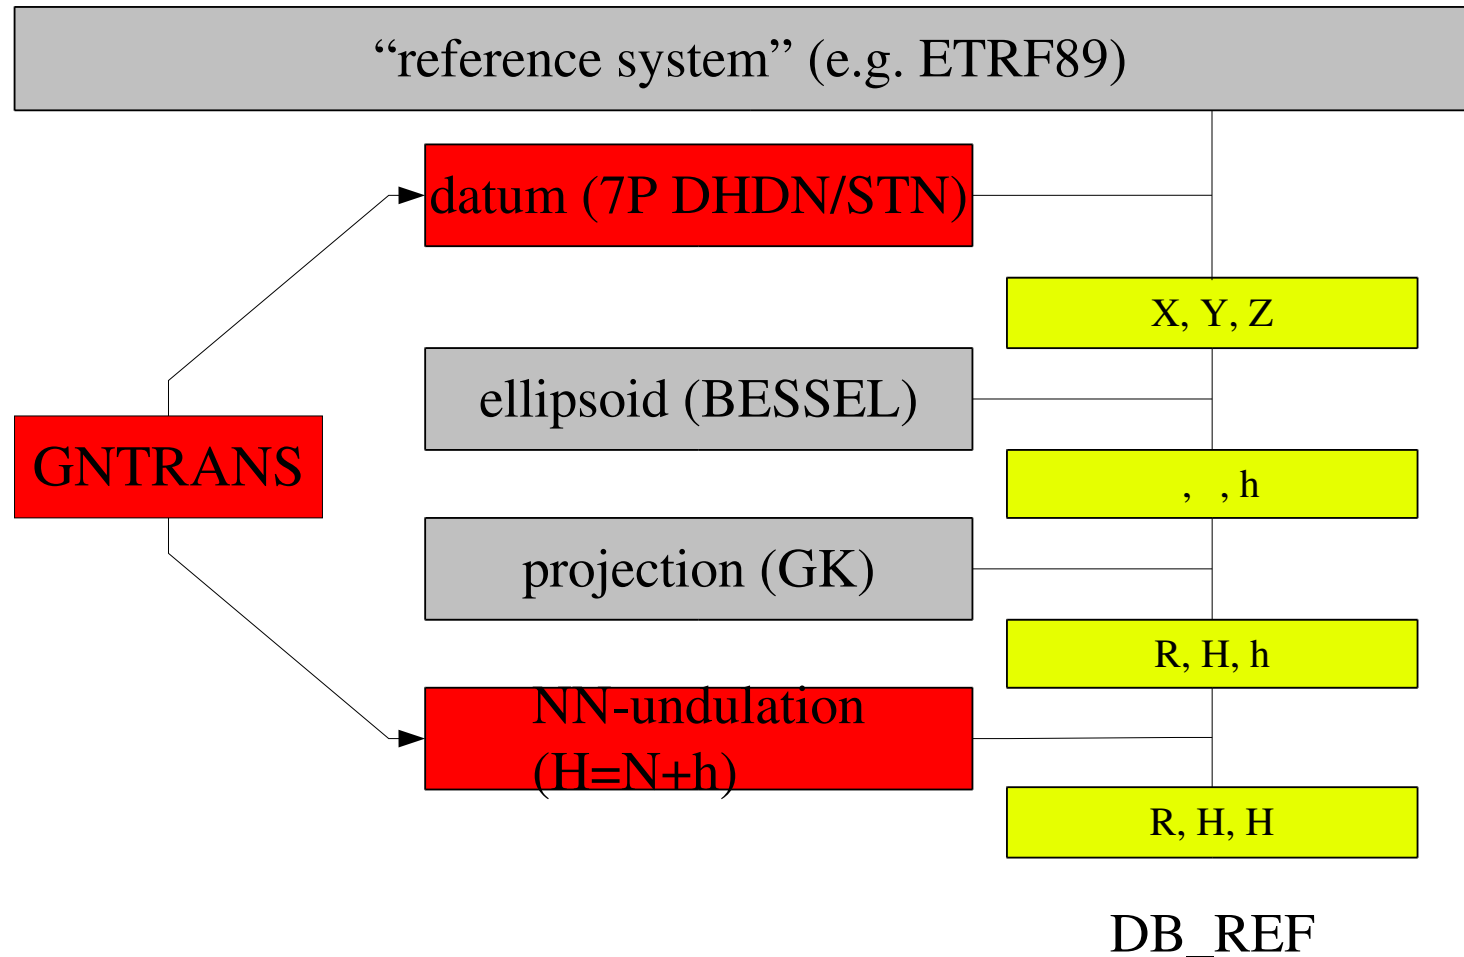 “reference system” (e.g. ETRF89)
datum (7P DHDN/STN)
X, Y, Z
ellipsoid (BESSEL)
GNTRANS
, , h
projection (GK)
R, H, h
NN-undulation
(H=N+h)
R, H, H
DB_REF